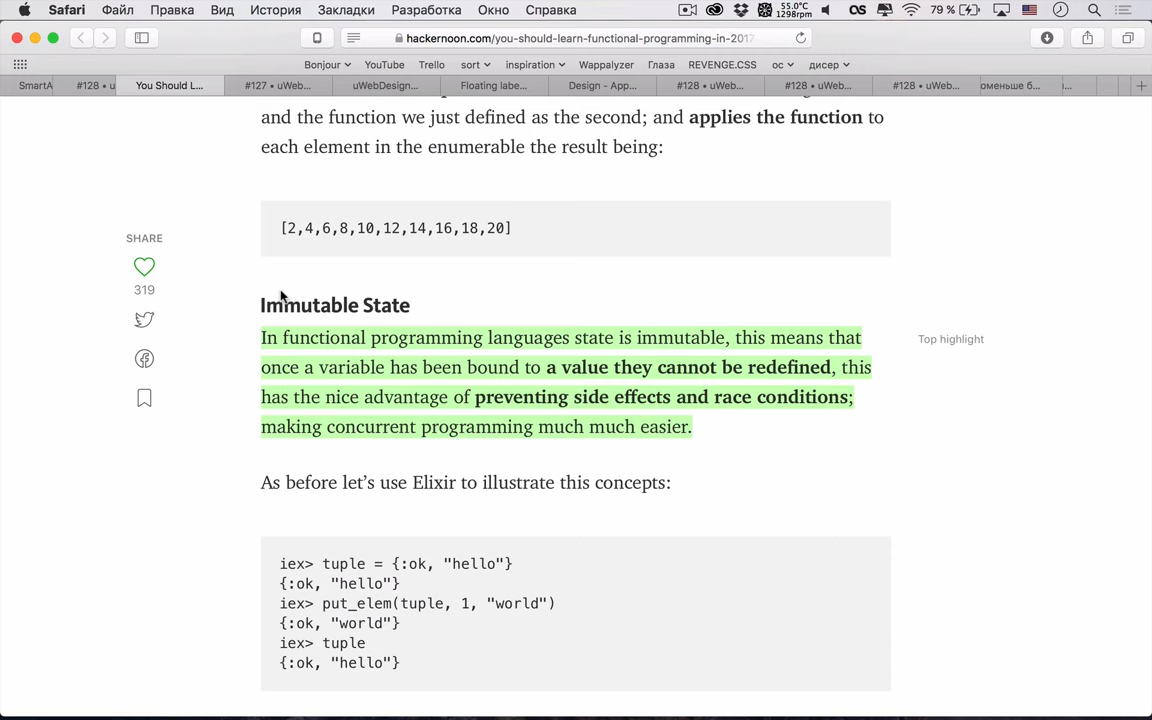 Safari Файл Правка Вид История Закладки Разработка Окно Справка 55.0°C 1298rpm 79 %
hackernoon.com/you-should-learn-functional-programming-in-2017
Bonjour YouTube Trello sort inspiration Wappalyzer Глаза REVENGE.CSS ос дисер
SmartA #128 • u You Should L... #127 • uWeb... uWebDesign... Floating labe... Design - App... #128 • uWeb... #128 • uWeb... #128 • uWeb... оменьше б...
and the function we just defined as the second; and applies the function to
each element in the enumerable the result being:
[2,4,6,8,10,12,14,16,18,20]
SHARE
319
Immutable State
In functional programming languages state is immutable, this means that
once a variable has been bound to a value they cannot be redefined, this
has the nice advantage of preventing side effects and race conditions;
making concurrent programming much much easier.
Top highlight
As before let's use Elixir to illustrate this concepts:
iex> tuple = {:ok, "hello"}
{:ok, "hello"}
iex> put_elem(tuple, 1, "world")
{:ok, "world"}
iex> tuple
{:ok, "hello"}